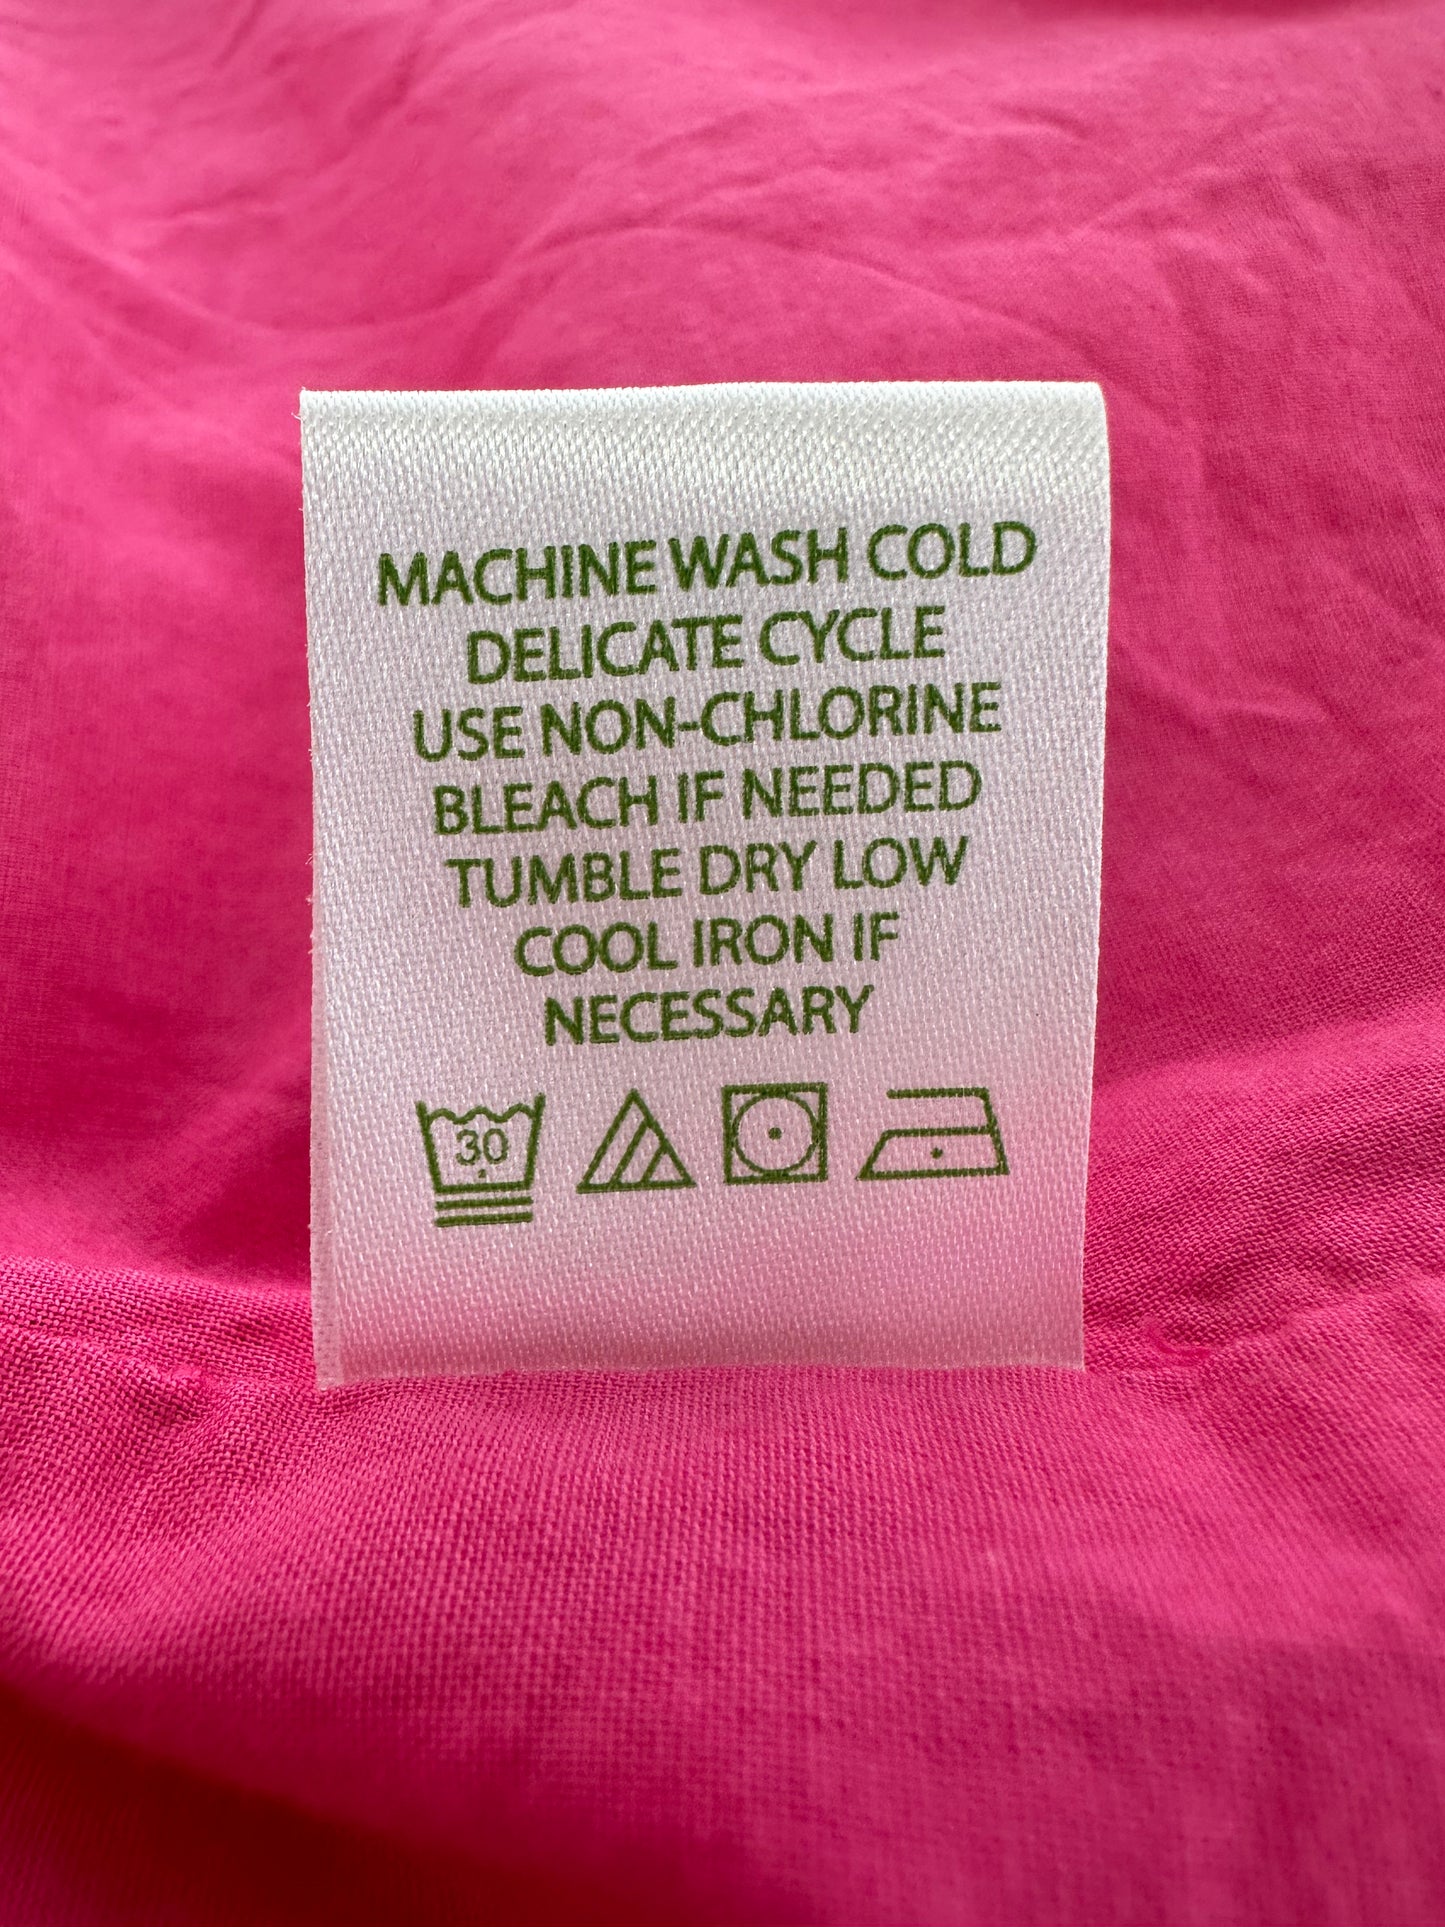 MACHINE WASH COLD
DELICATE CYCLE
USE NON-CHLORINE
BLEACH IF NEEDED
TUMBLE DRY LOW
COOL IRON IF
NECESSARY
30